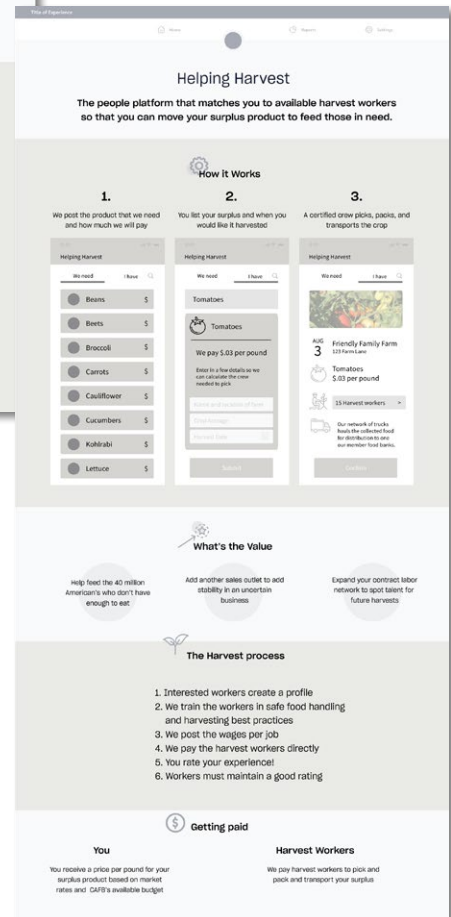 Title of Experience
Home
Report
Settings
Helping Harvest
The people platform that matches you to available harvest workers
so that you can move your surplus product to feed those in need.
How it Works
1.
We post the product that we need
and how much we will pay
Helping Harvest
We need
I have
Beans $
Beets $
Broccoli $
Carrots $
Cauliflower $
Cucumbers $
Kohlrabi $
Lettuce $
2.
You list your surplus and when you
would like it harvested
Helping Harvest
We need
I have
Tomatoes
Tomatoes
We pay $.03 per pound
Enter in a few details so we
can calculate the crew
needed to pick
Submit
3.
A certified crew picks, packs, and
transports the crop
Helping Harvest
We need
I have
AUG
3
Friendly Family Farm
123 Farm Lane
Tomatoes
$.03 per pound
15 Harvest workers >
Our network of trucks
hauls the collected food
for distribution to one
our member food banks.
Confirm
What's the Value
Help feed the 40 million
American's who don't have
enough to eat
Add another sales outlet to add
stability in an uncertain
business
Expand your contract labor
network to spot talent for
future harvests
The Harvest process
1. Interested workers create a profile
2. We train the workers in safe food handling
and harvesting best practices
3. We post the wages per job
4. We pay the harvest workers directly
5. You rate your experience!
6. Workers must maintain a good rating
$
Getting paid
You
You receive a price per pound for your
surplus product based on market
rates and CAFB's available budget
Harvest Workers
We pay harvest workers to pick and
pack and transport your surplus